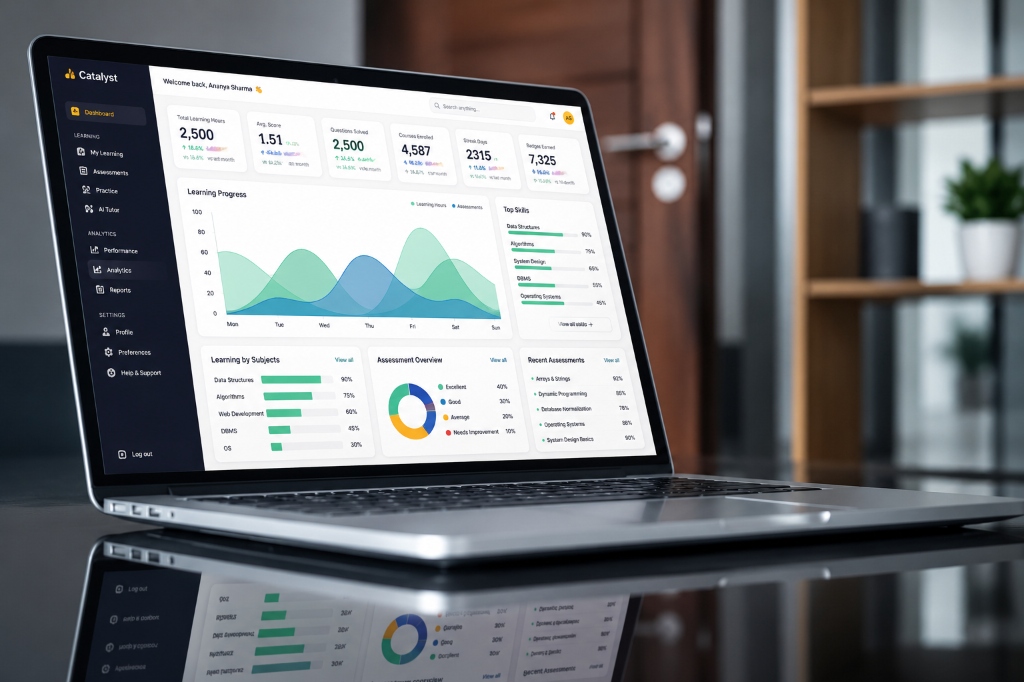 Catalyst
Dashboard
LEARNING
My Learning
Assessments
Practice
AI Tutor
ANALYTICS
Performance
Analytics
Reports
SETTINGS
Profile
Preferences
Help & Support
Log out
Welcome back, Ananya Sharma
Search anything...
Total Learning Hours
2,500
Avg. Score
1.51
Questions Solved
2,500
Courses Enrolled
4,587
Streak Days
2315
Badges Earned
7,325
Learning Progress
Learning Hours
Assessments
100
80
60
40
20
0
Mon Tue Wed Thu Fri Sat Sun
Top Skills
Data Structures 90%
Algorithms 75%
System Design
DBMS
Operating Systems 45%
View all skills →
Learning by Subjects View all
Data Structures 90%
Algorithms 75%
Web Development 60%
DBMS 45%
OS 30%
Assessment Overview View all
Excellent 40%
Good 30%
Average 20%
Needs Improvement 10%
Recent Assessments View all
Arrays & Strings 92%
Dynamic Programming
Database Normalization 78%
Operating Systems
System Design Basics 90%